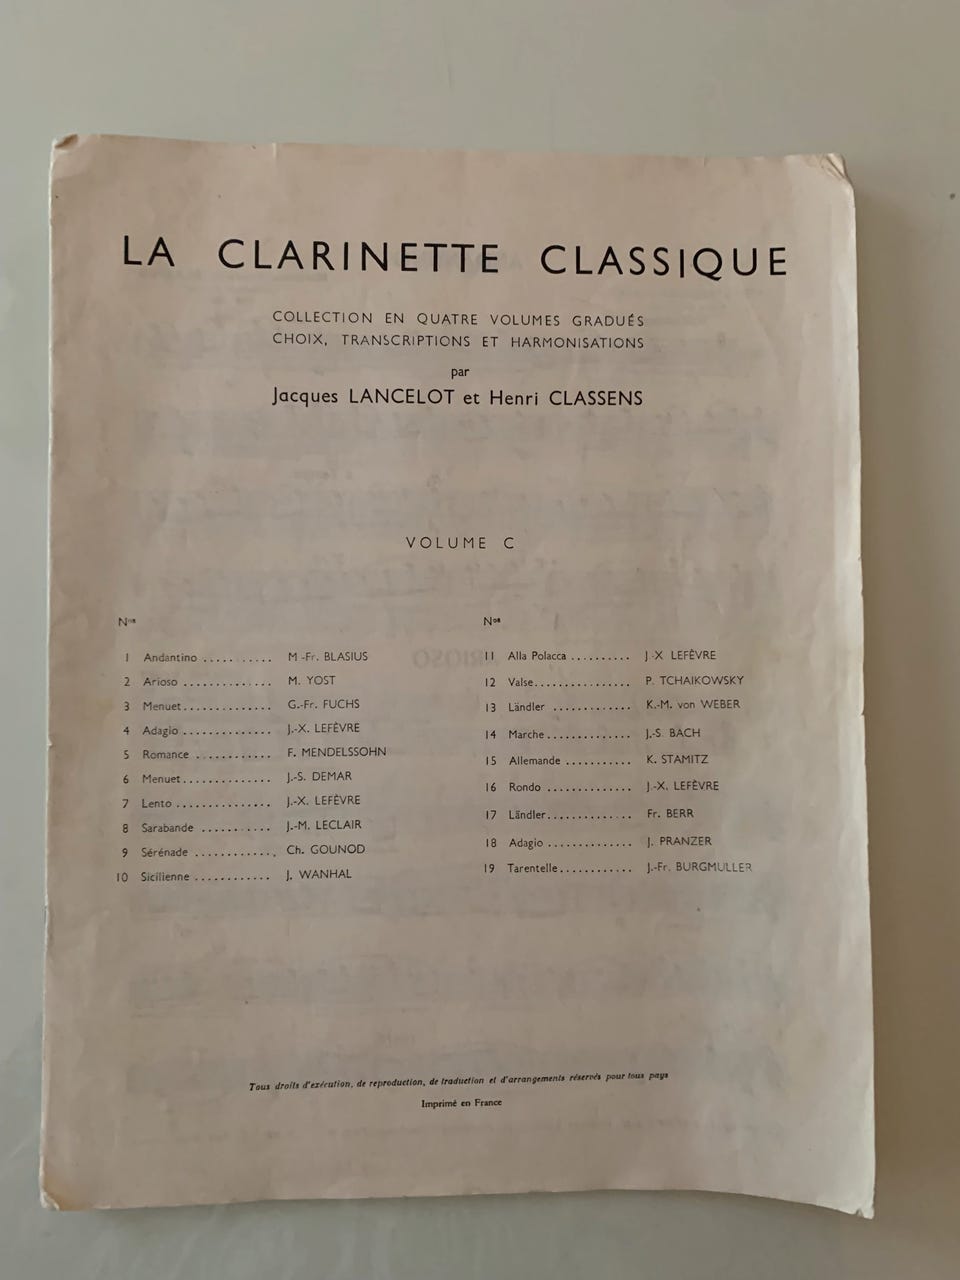 LA CLARINETTE CLASSIQUE
COLLECTION EN QUATRE VOLUMES GRADUÉS
CHOIX, TRANSCRIPTIONS ET HARMONISATIONS
par
Jacques LANCELOT et Henri CLASSENS
VOLUME C
Nos
1 Andantino ........... M -Fr. BLASIUS
2 Arioso .............. M. YOST
3 Menuet.............. G.-Fr. FUCHS
4 Adagio .............. J.-X. LEFÈVRE
5 Romance ............ F. MENDELSSOHN
6 Menuet.............. J.-S. DEMAR
7 Lento ............... J.-X. LEFÈVRE
8 Sarabande ........... J.-M. LECLAIR
9 Sérénade ............. Ch. GOUNOD
10 Sicilienne ............ J. WANHAL
Nos
11 Alla Polacca .......... J.-X LEFÈVRE
12 Valse................ P. TCHAIKOWSKY
13 Ländler ............. K.-M. von WEBER
14 Marche.............. J.-S. BACH
15 Allemande ........... K. STAMITZ
16 Rondo .............. J.-X. LEFÈVRE
17 Ländler.............. Fr. BERR
18 Adagio .............. J. PRANZER
19 Tarentelle............ J.-Fr. BURGMULLER
Tous droits d'exécution, de reproduction, de traduction et d'arrangements réservés pour tous pays
Imprimé en France